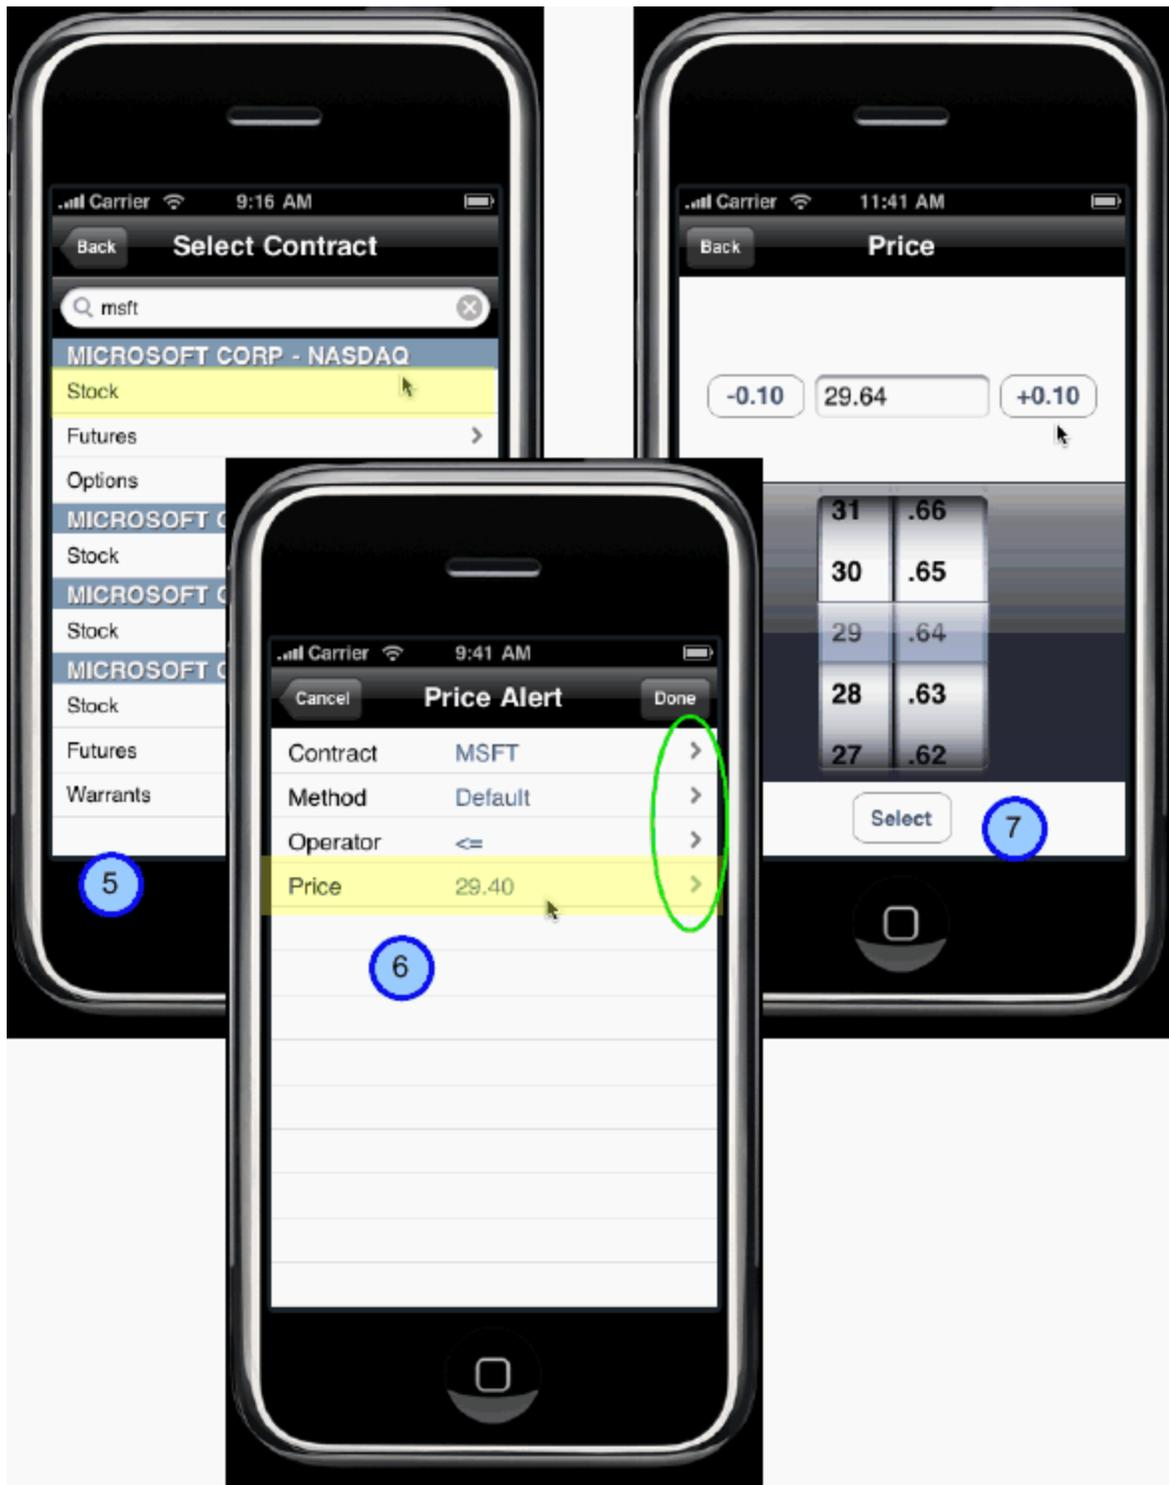 Carrier 9:16 AM
Back Select Contract
msft
MICROSOFT CORP - NASDAQ
Stock
Futures
Options
MICROSOFT
Stock
MICROSOFT
Stock
MICROSOFT
Stock
Futures
Warrants
5
Carrier 9:41 AM
Cancel Price Alert Done
Contract MSFT
Method Default
Operator <=
Price 29.40
6
Carrier 11:41 AM
Back Price
-0.10 29.64 +0.10
31 .66
30 .65
29 .64
28 .63
27 .62
Select
7